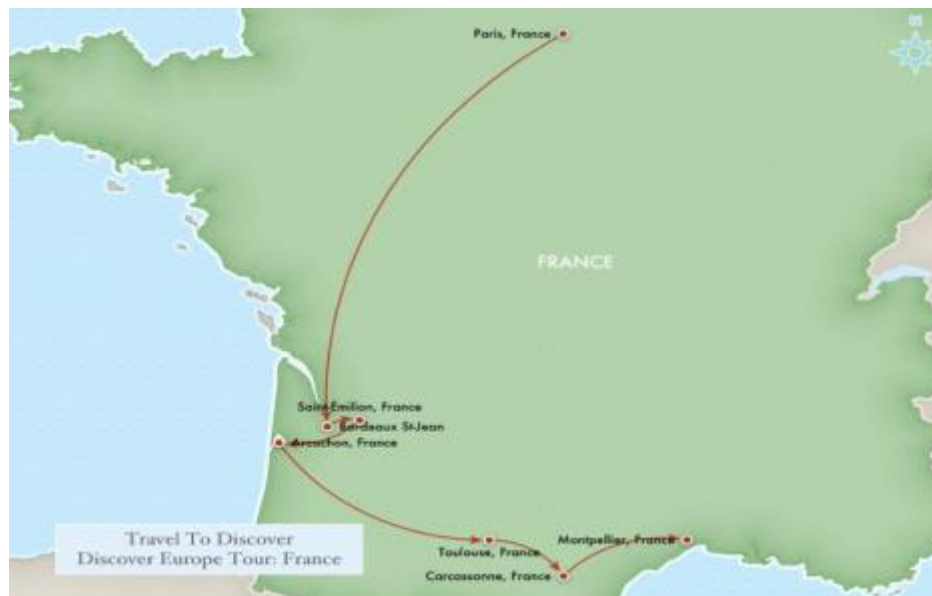 Paris, France
N
FRANCE
Saint-Emilion, France
Bordeaux St-Jean
Arcachon, France
Toulouse, France
Montpellier, France
Carcassonne, France
Travel To Discover
Discover Europe Tour: France